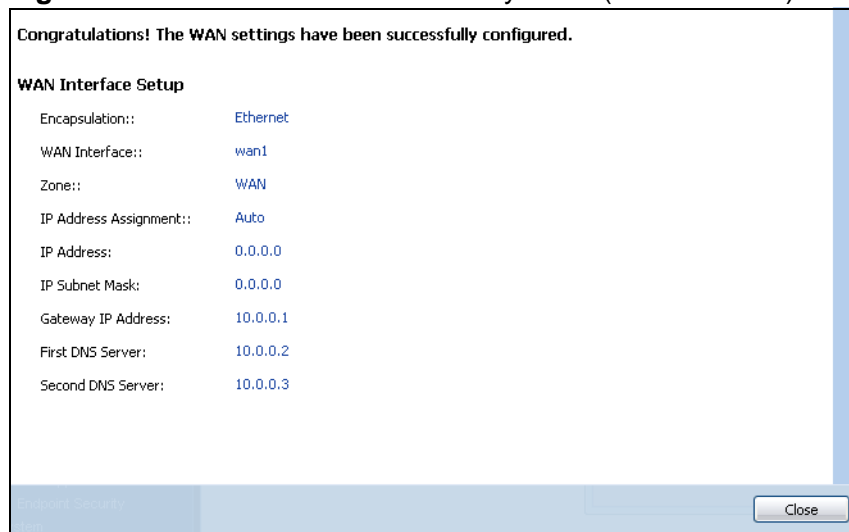 Congratulations! The WAN settings have been successfully configured.
WAN Interface Setup
Encapsulation:: Ethernet
WAN Interface:: wan1
Zone:: WAN
IP Address Assignment:: Auto
IP Address: 0.0.0.0
IP Subnet Mask: 0.0.0.0
Gateway IP Address: 10.0.0.1
First DNS Server: 10.0.0.2
Second DNS Server: 10.0.0.3
Endpoint Security
Close